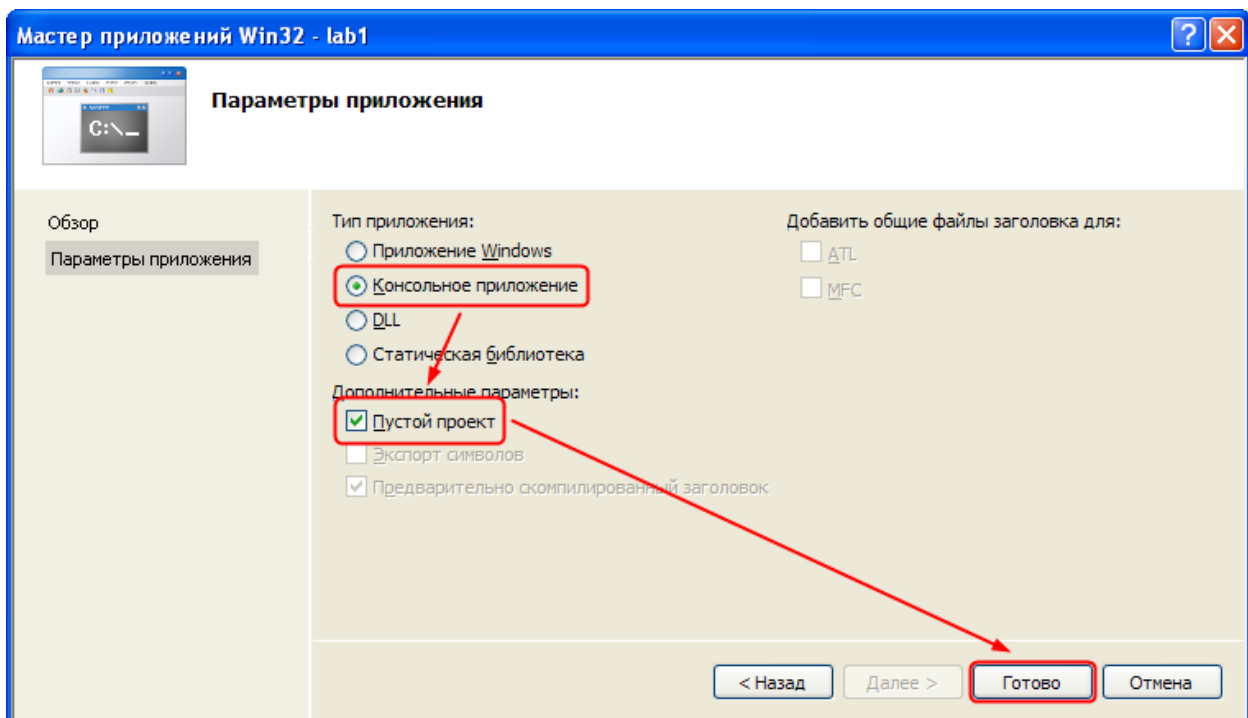 Мастер приложений Win32 - lab1
C:\_
Параметры приложения
Обзор
Параметры приложения
Тип приложения:
Приложение Windows
Консольное приложение
DLL
Статическая библиотека
Дополнительные параметры:
Пустой проект
Экспорт символов
Предварительно скомпилированный заголовок
Добавить общие файлы заголовка для:
ATL
MFC
< Назад
Далее >
Готово
Отмена